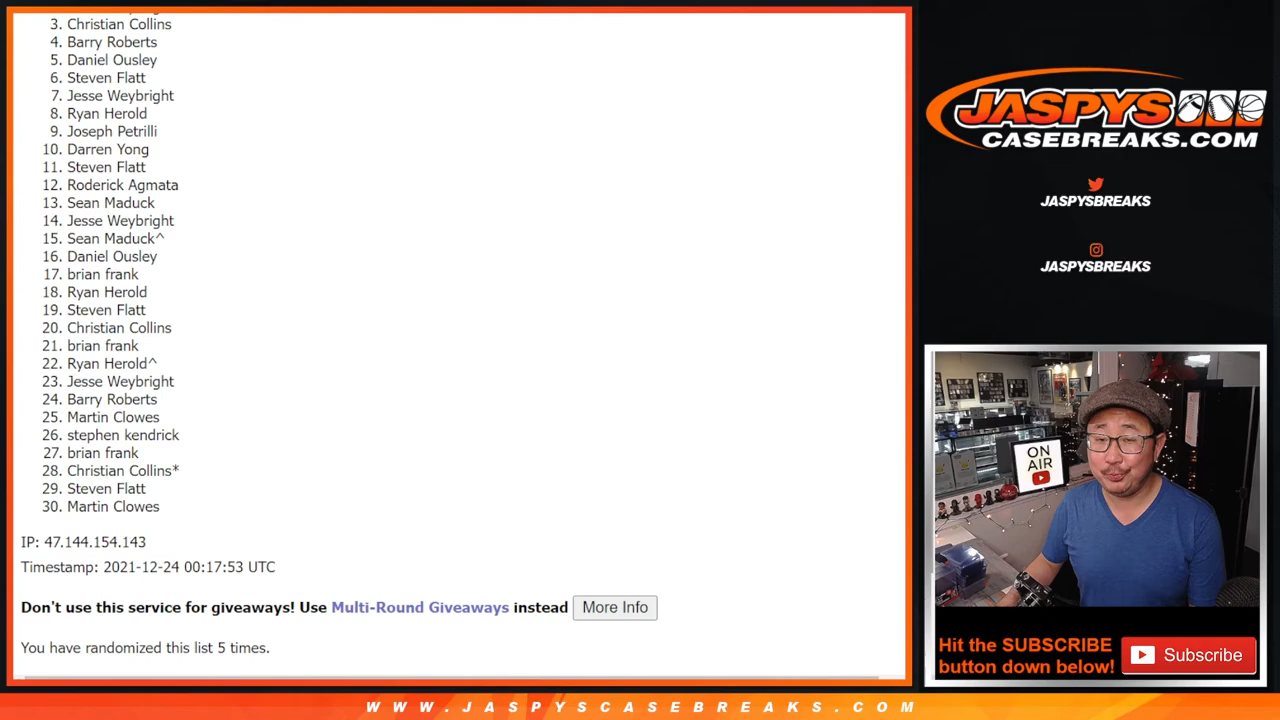 3. Christian Collins
4. Barry Roberts
5. Daniel Ousley
6. Steven Flatt
7. Jesse Weybright
8. Ryan Herold
9. Joseph Petrilli
10. Darren Yong
11. Steven Flatt
12. Roderick Agmata
13. Sean Maduck
14. Jesse Weybright
15. Sean Maduck^
16. Daniel Ousley
17. brian frank
18. Ryan Herold
19. Steven Flatt
20. Christian Collins
21. brian frank
22. Ryan Herold^
23. Jesse Weybright
24. Barry Roberts
25. Martin Clowes
26. stephen kendrick
27. brian frank
28. Christian Collins*
29. Steven Flatt
30. Martin Clowes
IP: 47.144.154.143
Timestamp: 2021-12-24 00:17:53 UTC
Don't use this service for giveaways! Use Multi-Round Giveaways instead More Info
You have randomized this list 5 times.
JASPYS
CASEBREAKS.COM
JASPYSBREAKS
JASPYSBREAKS
ON
AIR
Hit the SUBSCRIBE
button down below!
Subscribe
WWW.JASPYSCASEBREAKS.COM